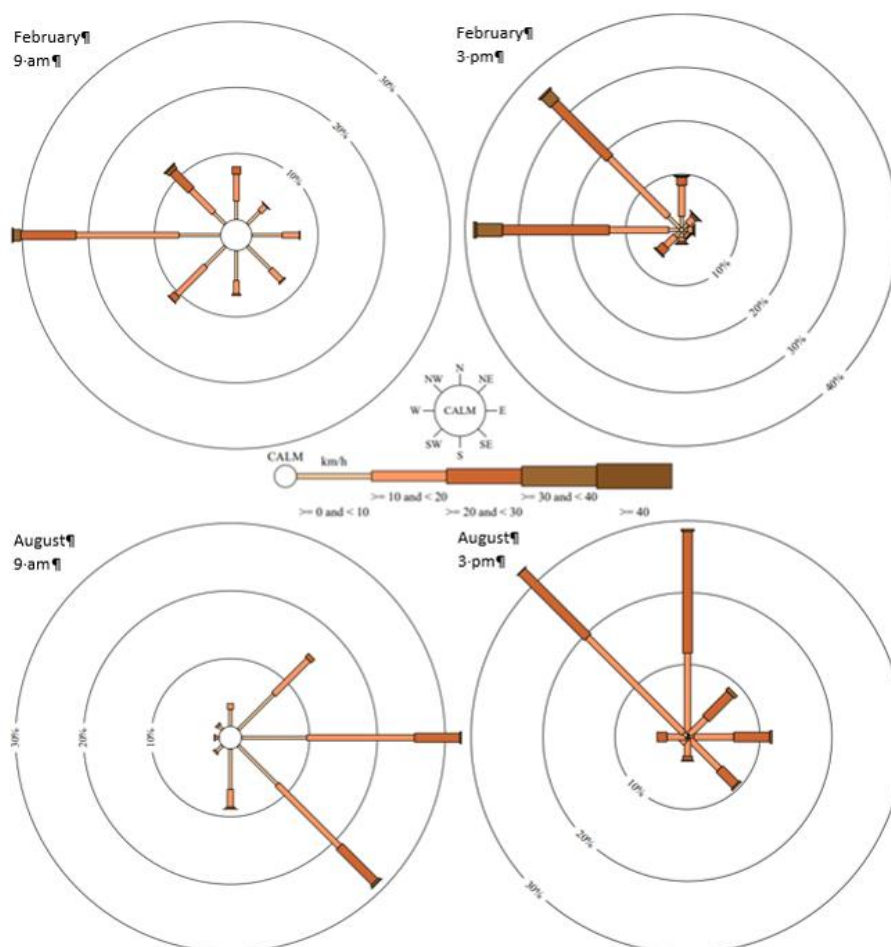 February¶
9·am¶
30%
20%
10%
February¶
3·pm¶
10%
20%
30%
40%
N
NW NE
W CALM E
SW SE
S
CALM km/h
>= 10 and < 20 >= 30 and < 40
>= 0 and < 10 >= 20 and < 30 >= 40
August¶
9·am¶
30% 20% 10%
August¶
3·pm¶
10%
20%
30%